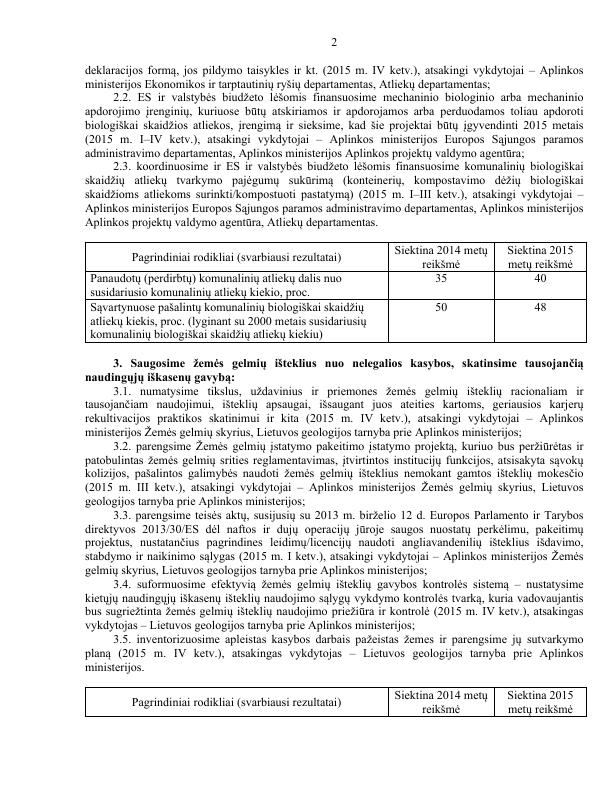 2
deklaracijos formą, jos pildymo taisykles ir kt. (2015 m. IV ketv.), atsakingi vykdytojai – Aplinkos
ministerijos Ekonomikos ir tarptautinių ryšių departamentas, Atliekų departamentas;
2.2. ES ir valstybės biudžeto lėšomis finansuosime mechaninio biologinio arba mechaninio
apdorojimo įrenginių, kuriuose būtų atskiriamos ir apdorojamos arba perduodamos toliau apdoroti
biologiškai skaidžios atliekos, įrengimą ir sieksime, kad šie projektai būtų įgyvendinti 2015 metais
(2015 m. I–IV ketv.), atsakingi vykdytojai – Aplinkos ministerijos Europos Sąjungos paramos
administravimo departamentas, Aplinkos ministerijos Aplinkos projektų valdymo agentūra;
2.3. koordinuosime ir ES ir valstybės biudžeto lėšomis finansuosime komunalinių biologiškai
skaidžių atliekų tvarkymo pajėgumų sukūrimą (konteinerių, kompostavimo dėžių biologiškai
skaidžioms atliekoms surinkti/kompostuoti pastatymą) (2015 m. I–III ketv.), atsakingi vykdytojai –
Aplinkos ministerijos Europos Sąjungos paramos administravimo departamentas, Aplinkos ministerijos
Aplinkos projektų valdymo agentūra, Atliekų departamentas.
Pagrindiniai rodikliai (svarbiausi rezultatai) Siektina 2014 metų reikšmė Siektina 2015 metų reikšmė
Panaudotų (perdirbtų) komunalinių atliekų dalis nuo 35 40
susidariusio komunalinių atliekų kiekio, proc.
Sąvartynuose pašalintų komunalinių biologiškai skaidžių 50 48
atliekų kiekis, proc. (lyginant su 2000 metais susidariusių
komunalinių biologiškai skaidžių atliekų kiekiu)
3. Saugosime žemės gelmių išteklius nuo nelegalios kasybos, skatinsime tausojančią
naudingųjų iškasenų gavybą:
3.1. numatysime tikslus, uždavinius ir priemones žemės gelmių išteklių racionaliam ir
tausojančiam naudojimui, išteklių apsaugai, išsaugant juos ateities kartoms, geriausios karjerų
rekultivacijos praktikos skatinimui ir kita (2015 m. IV ketv.), atsakingi vykdytojai – Aplinkos
ministerijos Žemės gelmių skyrius, Lietuvos geologijos tarnyba prie Aplinkos ministerijos;
3.2. parengsime Žemės gelmių įstatymo pakeitimo įstatymo projektą, kuriuo bus peržiūrėtas ir
patobulintas žemės gelmių srities reglamentavimas, įtvirtintos institucijų funkcijos, atsisakyta sąvokų
kolizijos, pašalintos galimybės naudoti žemės gelmių išteklius nemokant gamtos išteklių mokesčio
(2015 m. III ketv.), atsakingi vykdytojai – Aplinkos ministerijos Žemės gelmių skyrius, Lietuvos
geologijos tarnyba prie Aplinkos ministerijos;
3.3. parengsime teisės aktų, susijusių su 2013 m. birželio 12 d. Europos Parlamento ir Tarybos
direktyvos 2013/30/ES dėl naftos ir dujų operacijų jūroje saugos nuostatų perkėlimu, pakeitimų
projektus, nustatančius pagrindines leidimų/licencijų naudoti angliavandenilių išteklius išdavimo,
stabdymo ir naikinimo sąlygas (2015 m. I ketv.), atsakingi vykdytojai – Aplinkos ministerijos Žemės
gelmių skyrius, Lietuvos geologijos tarnyba prie Aplinkos ministerijos;
3.4. suformuosime efektyvią žemės gelmių išteklių gavybos kontrolės sistemą – nustatysime
kietųjų naudingųjų iškasenų išteklių naudojimo sąlygų vykdymo kontrolės tvarką, kuria vadovaujantis
bus sugriežtinta žemės gelmių išteklių naudojimo priežiūra ir kontrolė (2015 m. IV ketv.), atsakingas
vykdytojas – Lietuvos geologijos tarnyba prie Aplinkos ministerijos;
3.5. inventorizuosime apleistas kasybos darbais pažeistas žemes ir parengsime jų sutvarkymo
planą (2015 m. IV ketv.), atsakingas vykdytojas – Lietuvos geologijos tarnyba prie Aplinkos
ministerijos.
Pagrindiniai rodikliai (svarbiausi rezultatai) Siektina 2014 metų reikšmė Siektina 2015 metų reikšmė